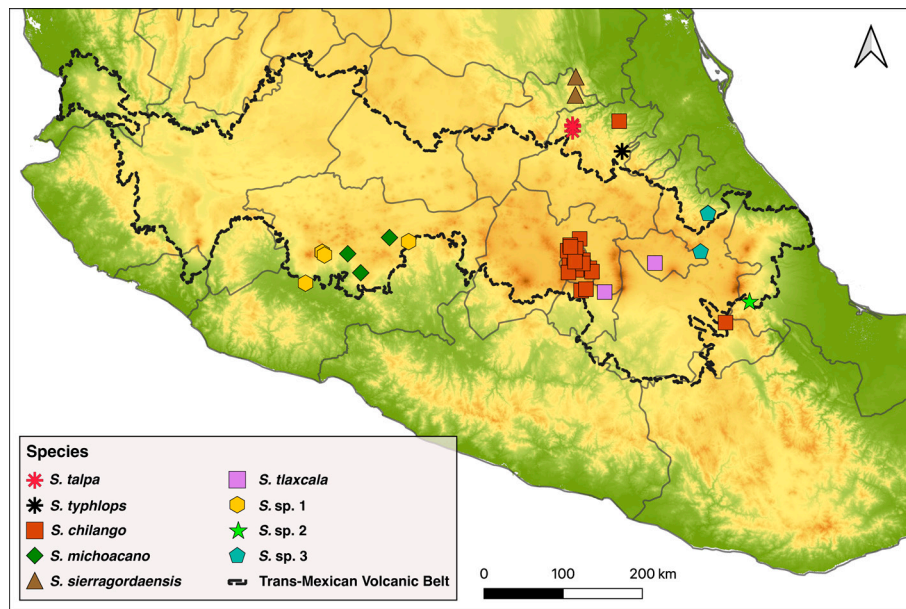 Species
S. talpa
S. typhlops
S. chilango
S. michoacano
S. sierragordaensis
S. tlaxcala
S. sp. 1
S. sp. 2
S. sp. 3
Trans-Mexican Volcanic Belt
0 100 200 km